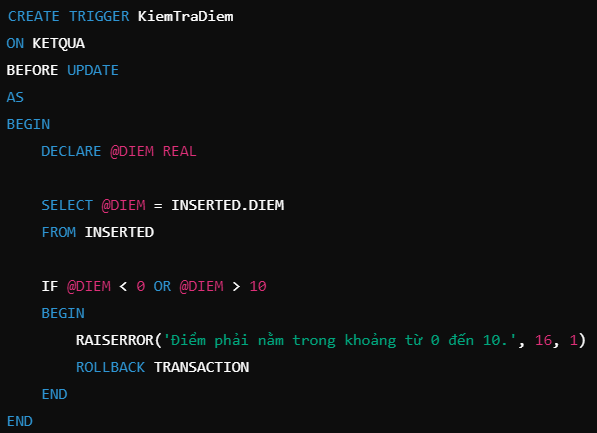 CREATE TRIGGER KiemTraDiem
ON KETQUA
BEFORE UPDATE
AS
BEGIN
    DECLARE @DIEM REAL

    SELECT @DIEM = INSERTED.DIEM
    FROM INSERTED

    IF @DIEM < 0 OR @DIEM > 10
    BEGIN
        RAISERROR('Điểm phải nằm trong khoảng từ 0 đến 10.', 16, 1)
        ROLLBACK TRANSACTION
    END
END